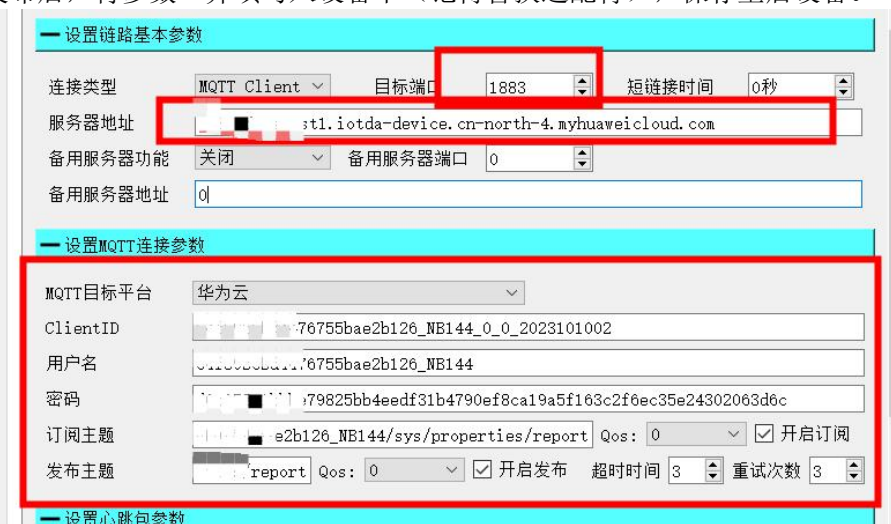 一 设置链路基本参数
连接类型 MQTT Client 目标端口 1883 短链接时间 0秒
服务器地址 st1.iotda-device.cn-north-4.myhuaweicloud.com
备用服务器功能 关闭 备用服务器端口 0
备用服务器地址 0
一 设置MQTT连接参数
MQTT目标平台 华为云
ClientID 76755bae2b126_NB144_0_0_2023101002
用户名 6755bae2b126_NB144
密码 79825bb4eedf31b4790ef8ca19a5f163c2f6ec35e24302063d6c
订阅主题 e2b126_NB144/sys/properties/report Qos: 0 开启订阅
发布主题 /report Qos: 0 开启发布 超时时间 3 重试次数 3
一 设置心跳包参数